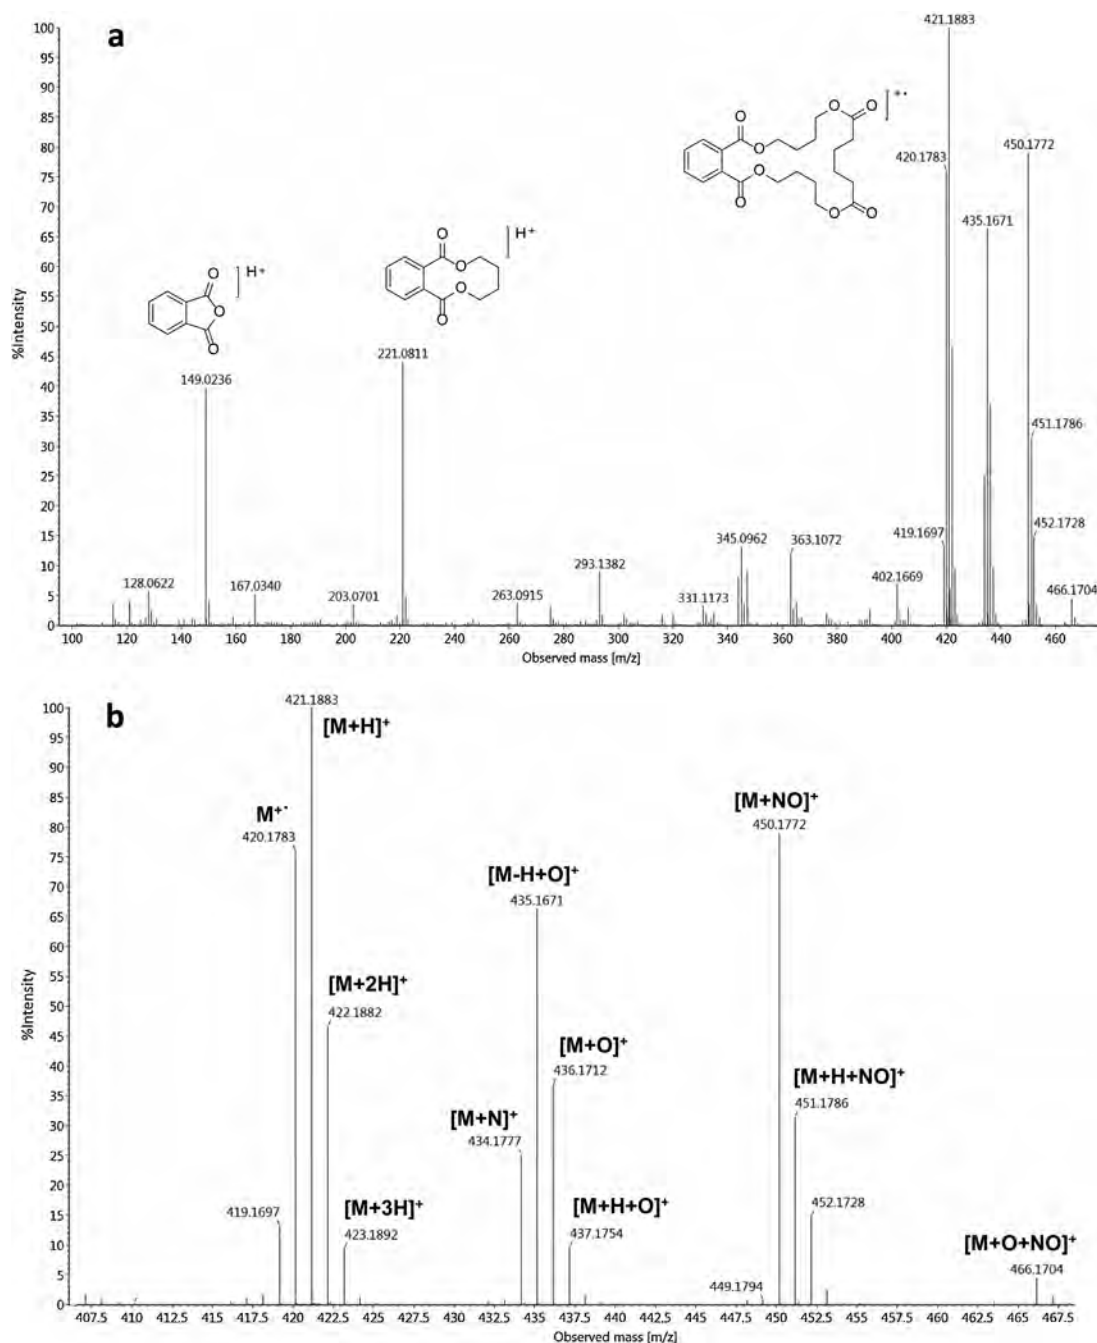 a
421.1883
420.1783
450.1772
435.1671
451.1786
452.1728
419.1697
402.1669
466.1704
149.0236
221.0811
128.0622
167.0340
203.0701
263.0915
293.1382
331.1173
345.0962
363.1072
H+
O
O
O
H+
O
O
O
O
+•
O
O
O
O
O
O
O
O
%Intensity
100
95
90
85
80
75
70
65
60
55
50
45
40
35
30
25
20
15
10
5
0
100 120 140 160 180 200 220 240 260 280 300 320 340 360 380 400 420 440 460
Observed mass [m/z]
b
421.1883
[M+H]+
M+·
420.1783
[M+NO]+
450.1772
[M-H+O]+
435.1671
[M+2H]+
422.1882
[M+O]+
436.1712
[M+H+NO]+
451.1786
[M+N]+
434.1777
419.1697
[M+3H]+
423.1892
[M+H+O]+
437.1754
452.1728
449.1794
[M+O+NO]+
466.1704
%Intensity
100
95
90
85
80
75
70
65
60
55
50
45
40
35
30
25
20
15
10
5
0
407.5 410 412.5 415 417.5 420 422.5 425 427.5 430 432.5 435 437.5 440 442.5 445 447.5 450 452.5 455 457.5 460 462.5 465 467.5
Observed mass [m/z]